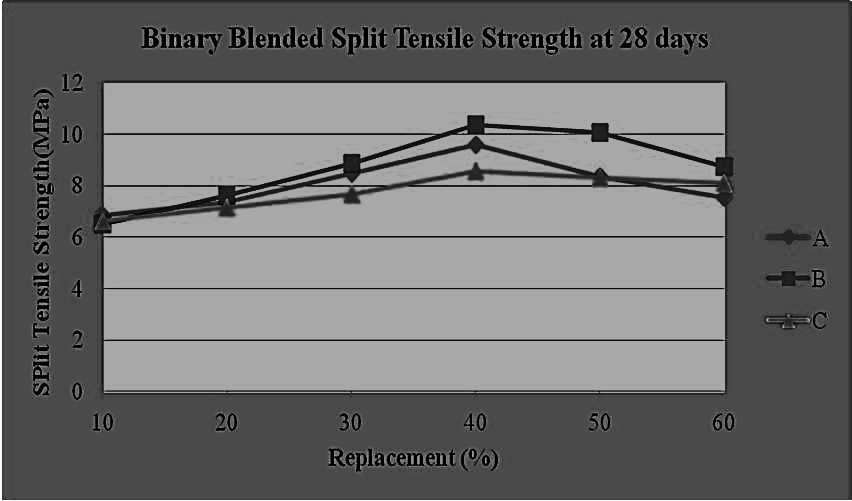 Binary Blended Split Tensile Strength at 28 days
SPlit Tensile Strength(MPa)
12
10
8
6
4
2
0
10 20 30 40 50 60
Replacement (%)
A
B
C